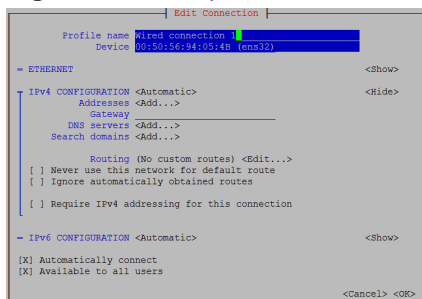 Edit Connection
Profile name Wired connection 1
Device 00:50:56:94:05:4B (ens32)
= ETHERNET <Show>
IPv4 CONFIGURATION <Automatic> <Hide>
Addresses <Add...>
Gateway
DNS servers <Add...>
Search domains <Add...>
Routing (No custom routes) <Edit...>
[ ] Never use this network for default route
[ ] Ignore automatically obtained routes
[ ] Require IPv4 addressing for this connection
= IPv6 CONFIGURATION <Automatic> <Show>
[X] Automatically connect
[X] Available to all users
<Cancel> <OK>